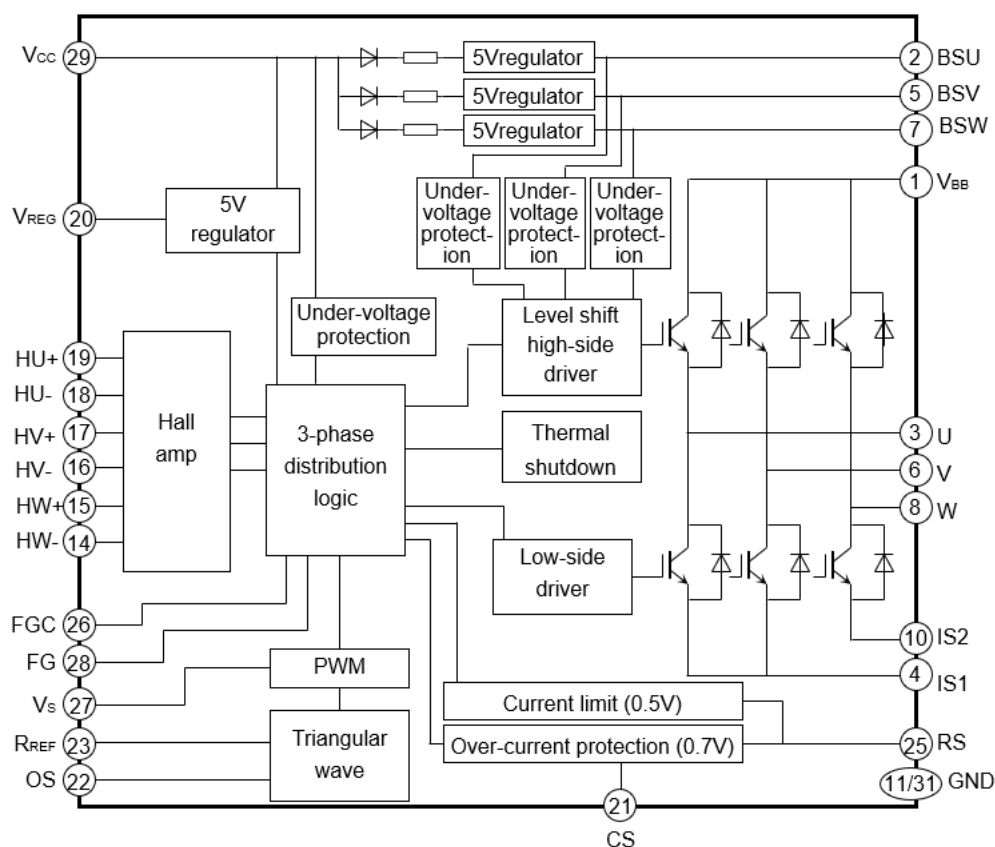 VCC 29
5Vregulator
2 BSU
5Vregulator
5 BSV
5Vregulator
7 BSW
1 VBB
VREG 20
5V
regulator
Under-
voltage
protect-
ion
Under-
voltage
protect-
ion
Under-
voltage
protect-
ion
Under-voltage
protection
Level shift
high-side
driver
HU+ 19
HU- 18
HV+ 17
HV- 16
HW+ 15
HW- 14
Hall
amp
3-phase
distribution
logic
Thermal
shutdown
3 U
6 V
8 W
Low-side
driver
FGC 26
FG 28
VS 27
RREF 23
OS 22
PWM
Triangular
wave
10 IS2
4 IS1
Current limit (0.5V)
Over-current protection (0.7V)
25 RS
11/31 GND
21
CS